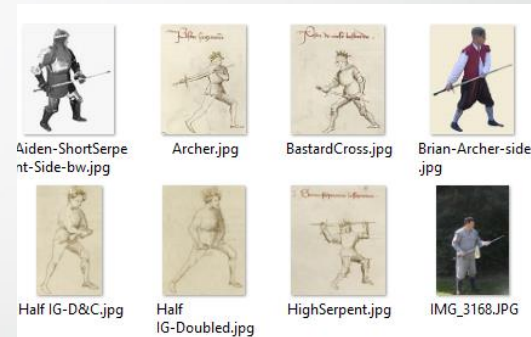 Aiden-ShortSerpe
nt-Side-bw.jpg
Archer.jpg
BastardCross.jpg
Brian-Archer-side
.jpg
Half IG-D&C.jpg
Half
IG-Doubled.jpg
HighSerpent.jpg
IMG_3168.JPG